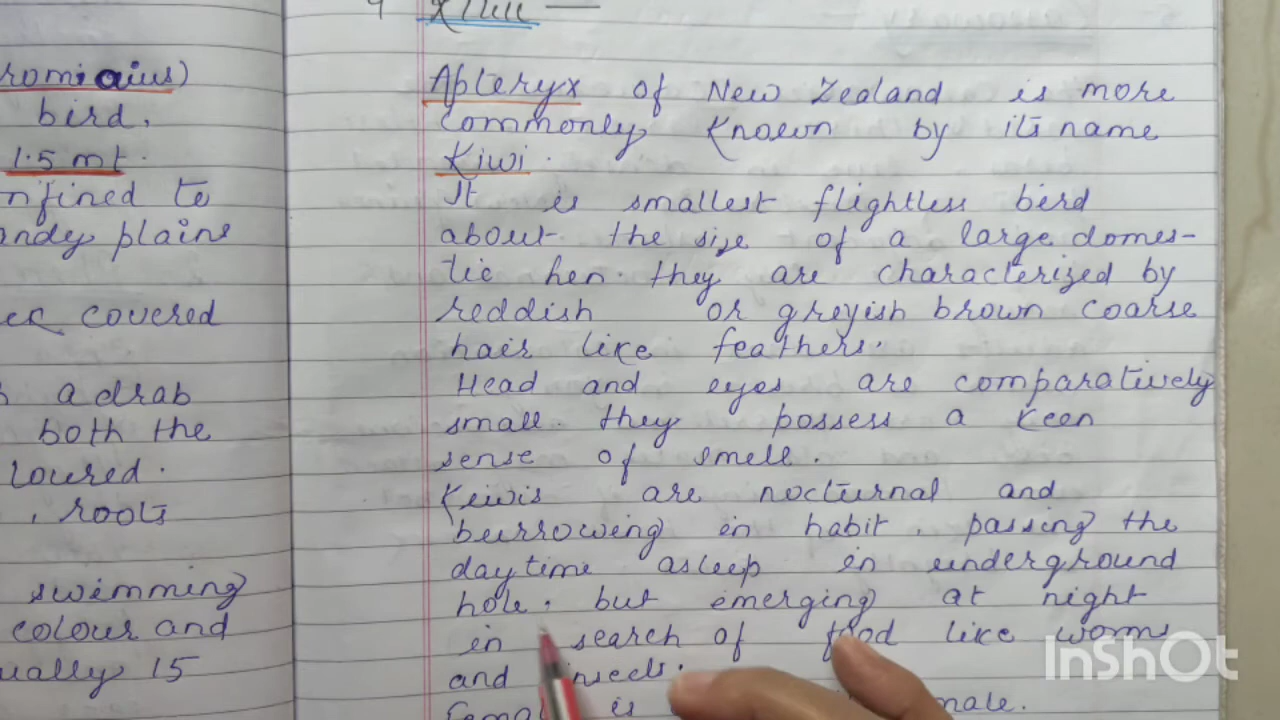 romiaius)
bird.
1.5 mt.
nfined to
andy plains
covered
a drab
both the
loured.
, roots
swimming
colour and
ually 15
Apteryx of New Zealand is more
commonly known by its name
Kiwi.
It is smallest flightless bird
about the size of a large domes-
tic hen. they are characterized by
reddish or greyish brown coarse
hair like feathers.
Head and eyes are comparatively
small. they possess a keen
sense of smell.
Kiwis are nocturnal and
burrowing in habit, passing the
daytime asleep in underground
hole. but emerging at night
in search of food like worms
and insects.
is male.
InShOt